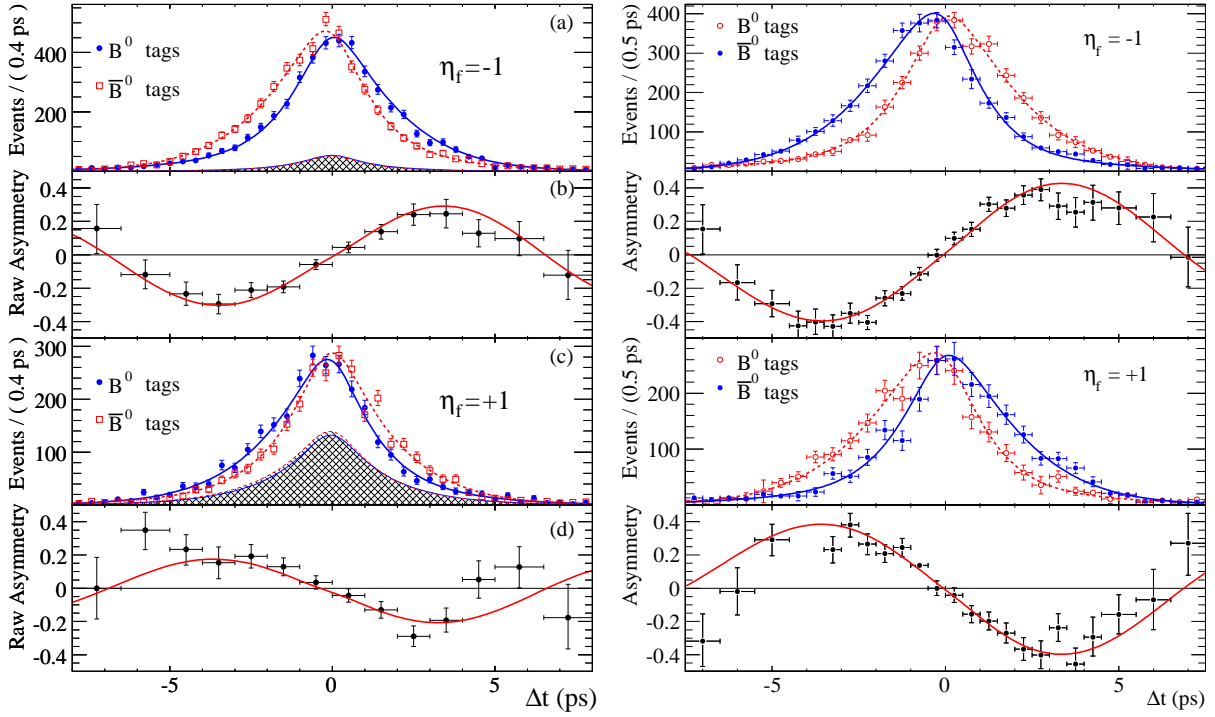 Events / ( 0.4 ps )
400
200
B⁰ tags
B̅⁰ tags
η_f=-1
(a)
Raw Asymmetry
0.4
0.2
0
-0.2
-0.4
(b)
Events / ( 0.4 ps )
300
200
100
B⁰ tags
B̅⁰ tags
η_f=+1
(c)
Raw Asymmetry
0.4
0.2
0
-0.2
-0.4
(d)
-5 0 5
Δt (ps)
Events / (0.5 ps)
400
300
200
100
B⁰ tags
B̅⁰ tags
η_f = -1
Asymmetry
0.4
0.2
0
-0.2
-0.4
Events / (0.5 ps)
200
100
B⁰ tags
B̅⁰ tags
η_f = +1
Asymmetry
0.4
0.2
0
-0.2
-0.4
-5 0 5
Δt (ps)